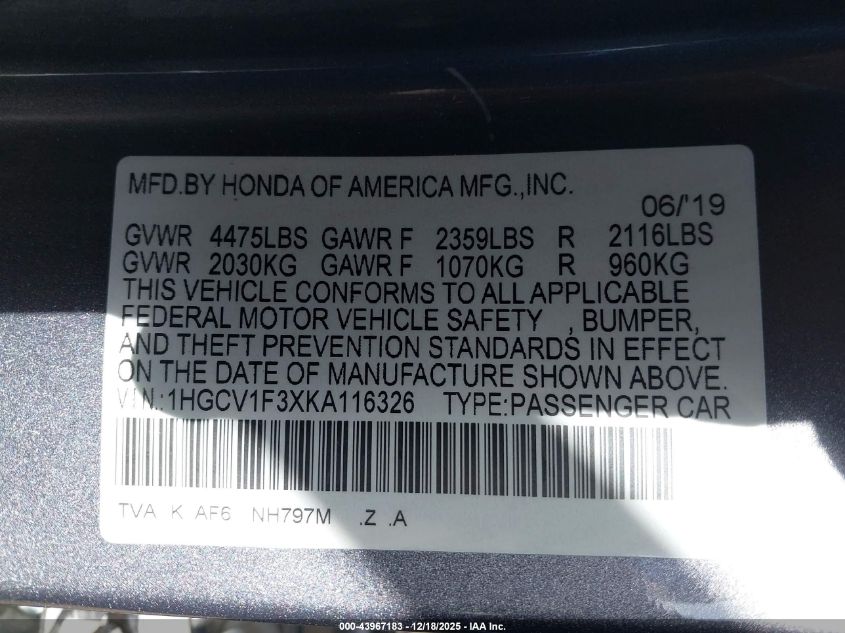 MFD.BY HONDA OF AMERICA MFG.,INC.
06/'19
GVWR 4475LBS GAWR F 2359LBS R 2116LBS
GVWR 2030KG GAWR F 1070KG R 960KG
THIS VEHICLE CONFORMS TO ALL APPLICABLE
FEDERAL MOTOR VEHICLE SAFETY , BUMPER,
AND THEFT PREVENTION STANDARDS IN EFFECT
ON THE DATE OF MANUFACTURE SHOWN ABOVE.
VIN:1HGCV1F3XKA116326 TYPE:PASSENGER CAR
TVA K AF6 NH797M .Z .A
000-43967183 - 12/18/2025 - IAA Inc.